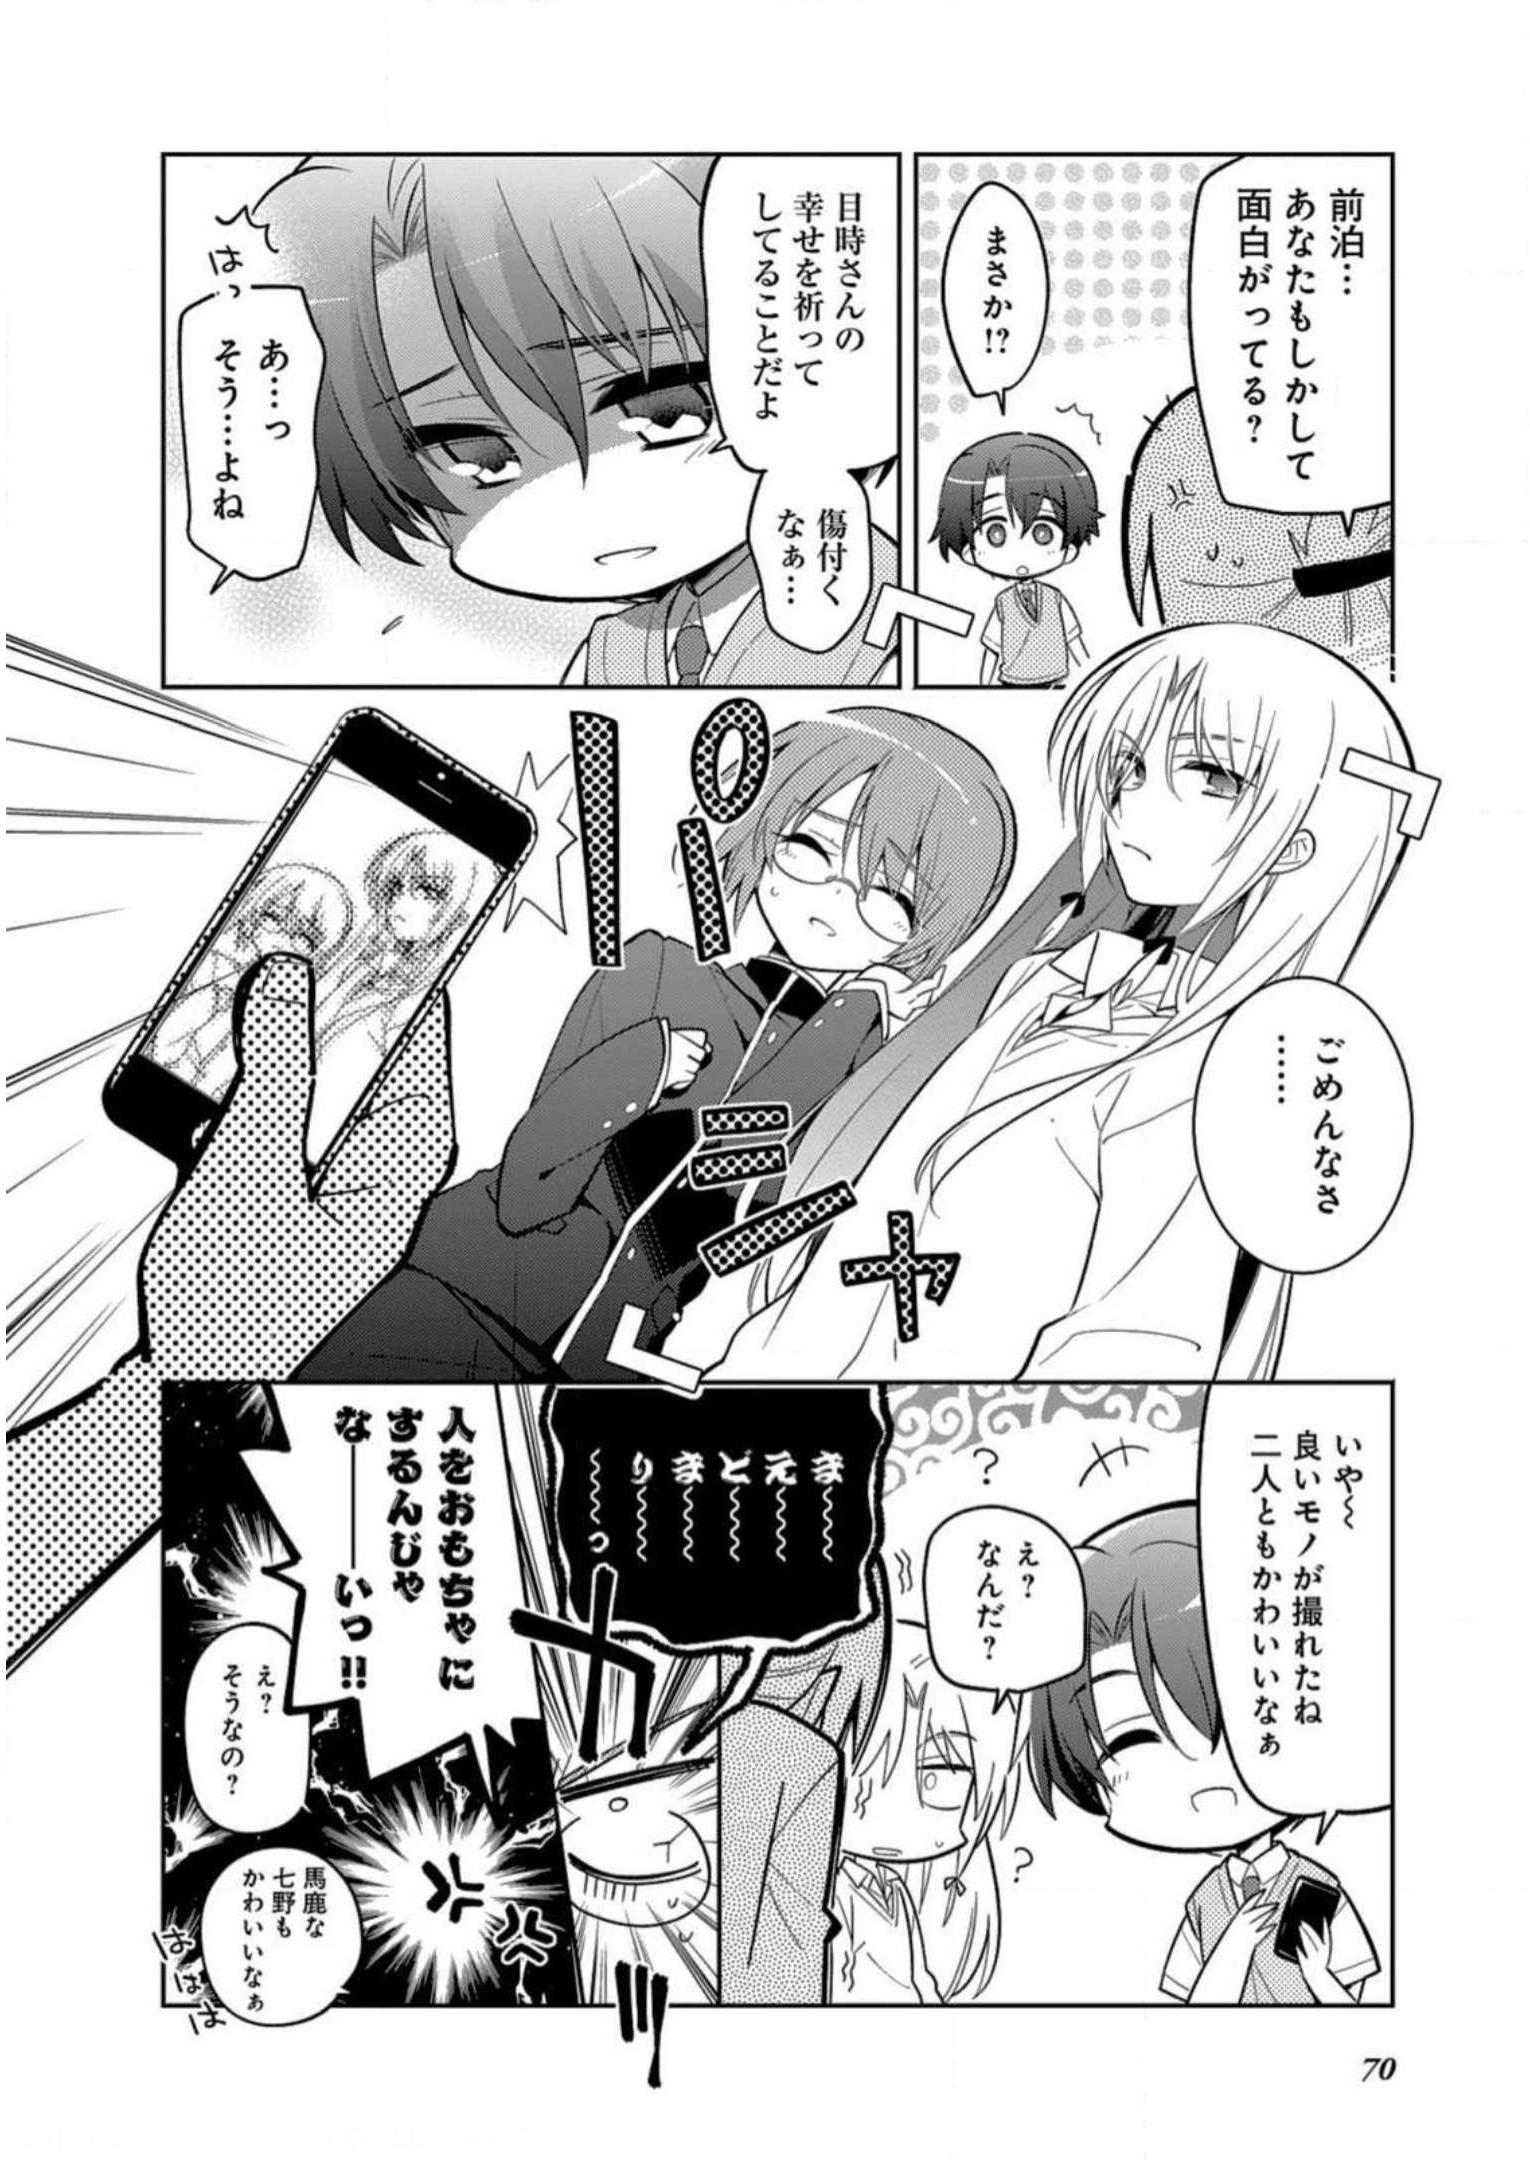 前泊…
あなたもしかして
面白がってる?
まさか!?
目時さんの
幸せを祈って
してることだよ
傷付く
なぁ…
はっ
あ…っ
そう…よね
ごめんなさ
……
パシャ
いや〜
良いモノが撮れたね
二人ともかわいいなぁ
え?
なんだ?
?
?
ま〜
え〜
ど〜
ま〜
り〜っ
人をおもちゃに
するんじゃ
な――いっ!!
え?
そうなの?
馬鹿な
七野も
かわいいなぁ
は
は
は
70